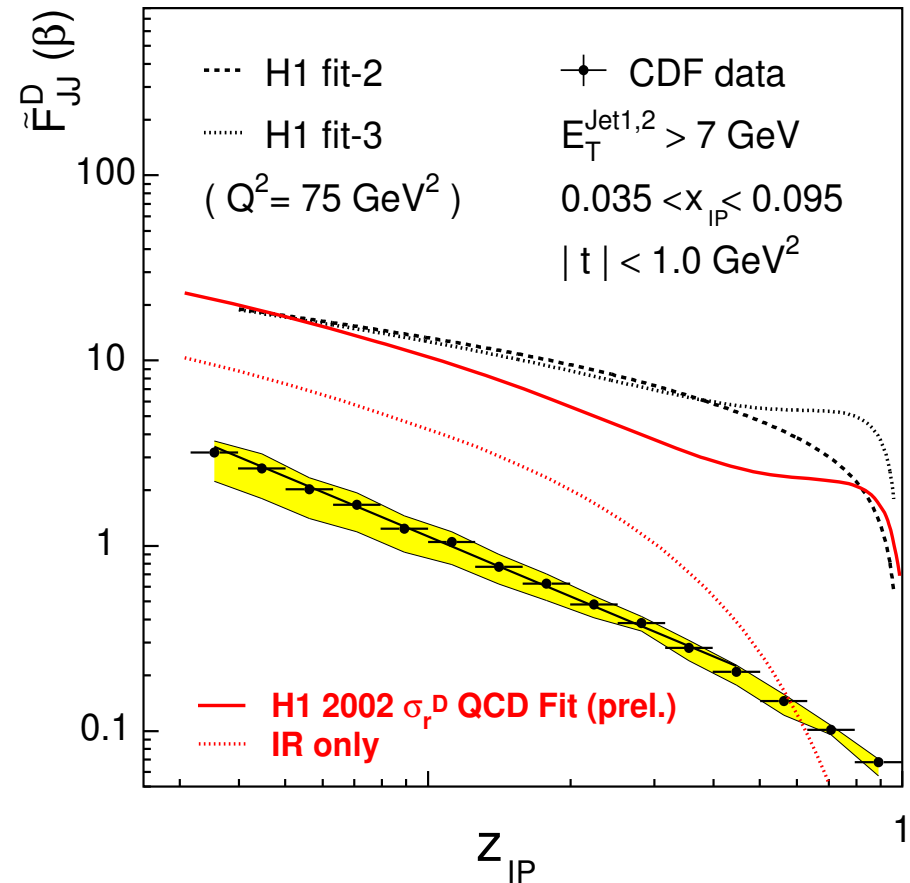 F̃ᴰ_JJ (β)
H1 fit-2
H1 fit-3
( Q² = 75 GeV² )
CDF data
E_T^Jet1,2 > 7 GeV
0.035 < x_IP < 0.095
| t | < 1.0 GeV²
100
10
1
0.1
H1 2002 σ_r^D QCD Fit (prel.)
IR only
1
z_IP